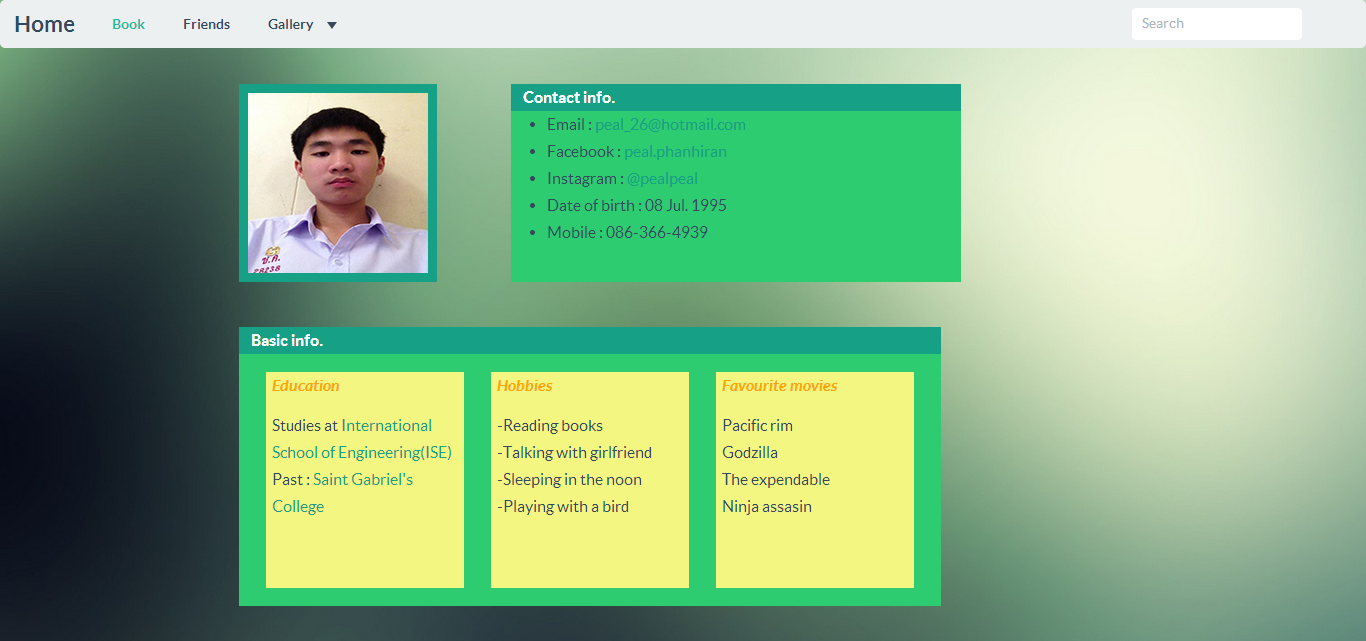 Home Book Friends Gallery
Search
ช.ค.
28238
Contact info.
Email : peal_26@hotmail.com
Facebook : peal.phanhiran
Instagram : @pealpeal
Date of birth : 08 Jul. 1995
Mobile : 086-366-4939
Basic info.
Education
Studies at International
School of Engineering(ISE)
Past : Saint Gabriel's
College
Hobbies
-Reading books
-Talking with girlfriend
-Sleeping in the noon
-Playing with a bird
Favourite movies
Pacific rim
Godzilla
The expendable
Ninja assasin